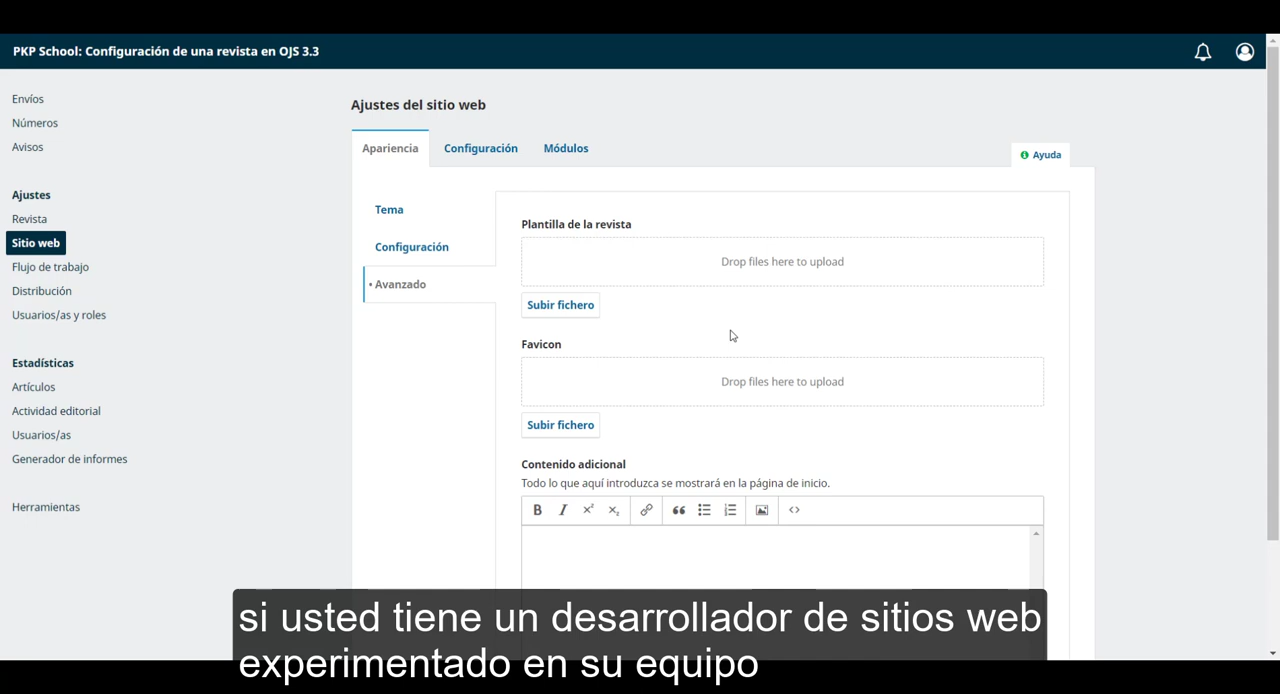 PKP School: Configuración de una revista en OJS 3.3
Envíos
Números
Avisos
Ajustes
Revista
Sitio web
Flujo de trabajo
Distribución
Usuarios/as y roles
Estadísticas
Artículos
Actividad editorial
Usuarios/as
Generador de informes
Herramientas
Ajustes del sitio web
Apariencia
Configuración
Módulos
Ayuda
Tema
Configuración
• Avanzado
Plantilla de la revista
Drop files here to upload
Subir fichero
Favicon
Drop files here to upload
Subir fichero
Contenido adicional
Todo lo que aquí introduzca se mostrará en la página de inicio.
si usted tiene un desarrollador de sitios web
experimentado en su equipo